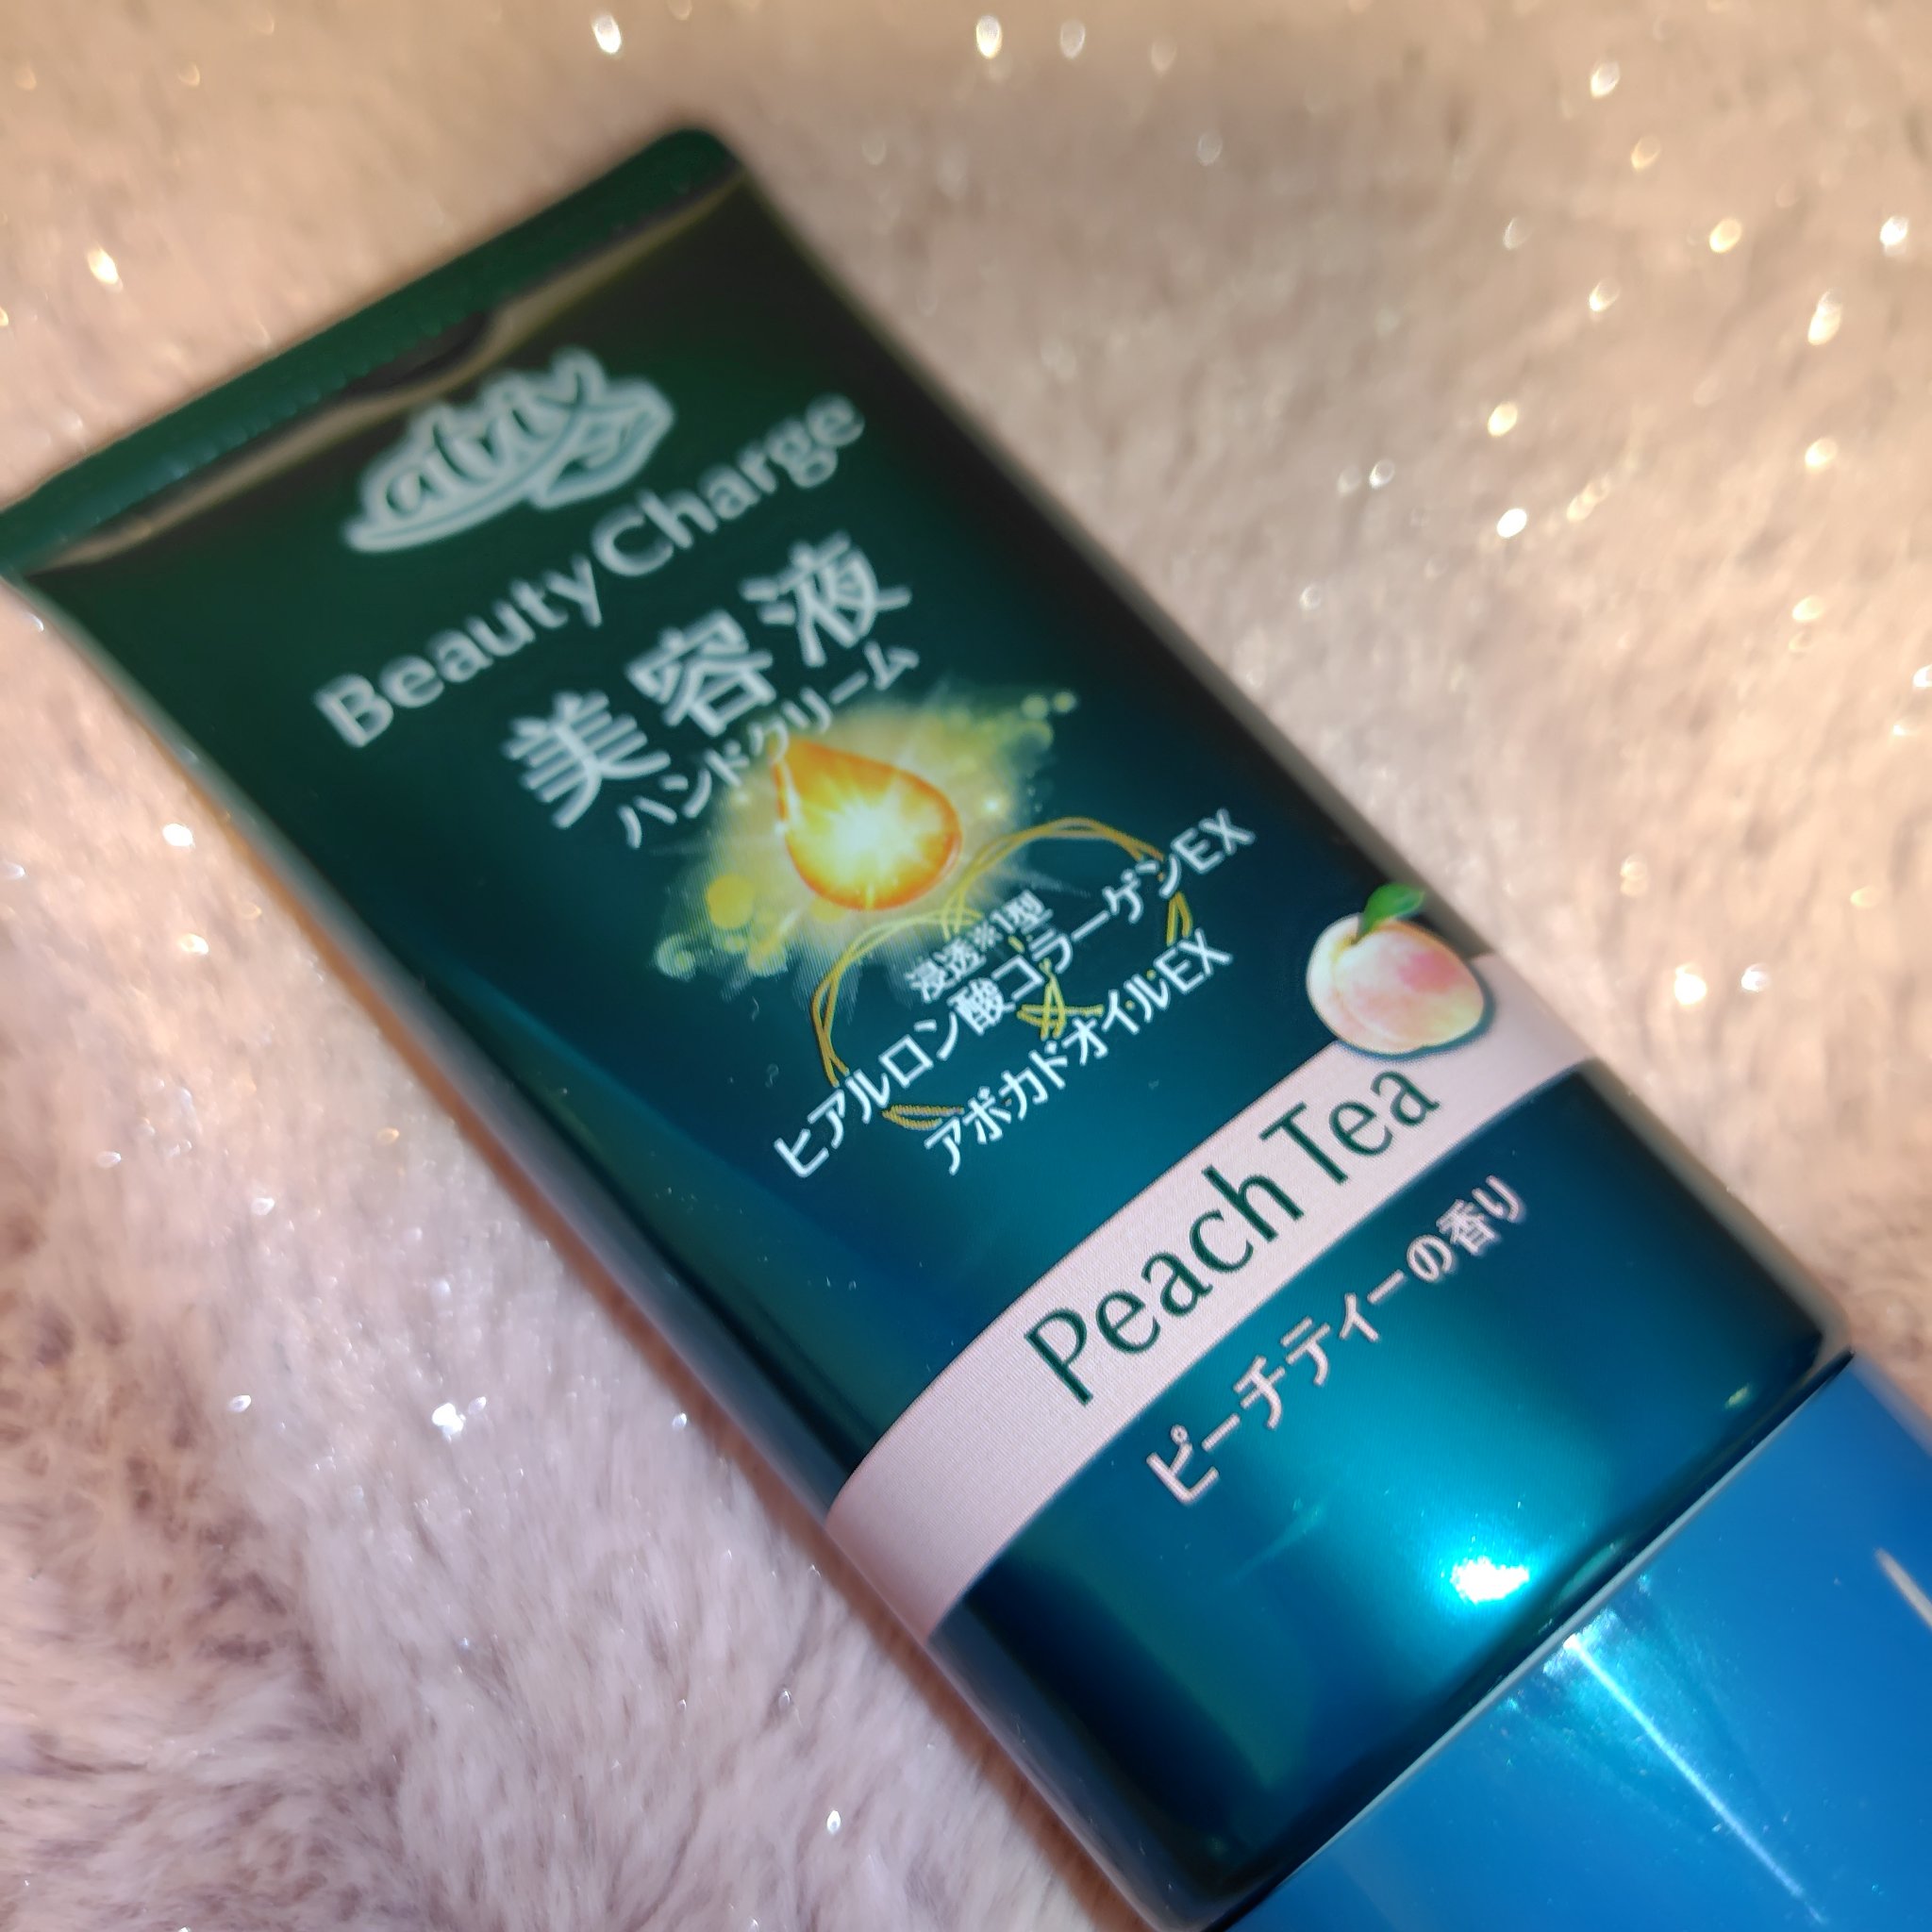 atrix
Beauty Charge
美容液
ハンドクリーム
浸透※1型
ヒアルロン酸コラーゲンEX
アボカドオイルEX
Peach Tea
ピーチティーの香り